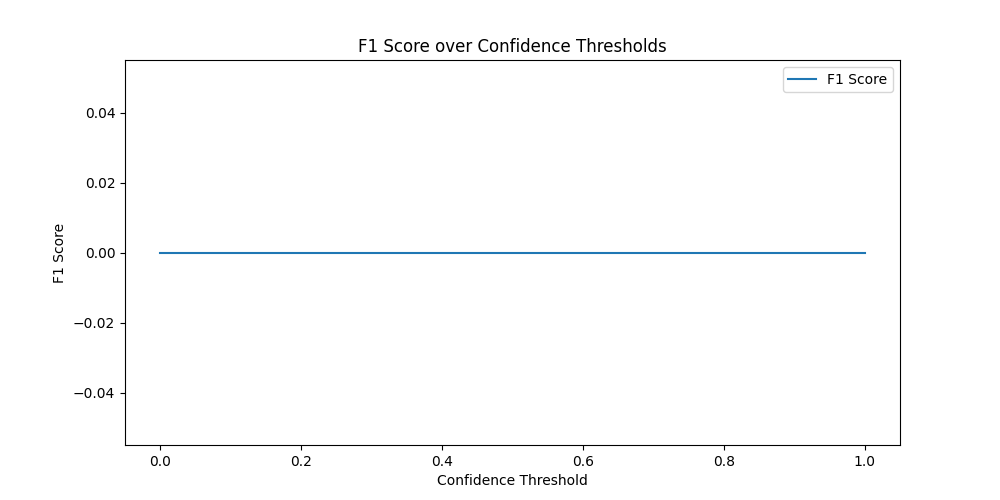 F1 Score over Confidence Thresholds
F1 Score
0.04
0.02
0.00
−0.02
−0.04
F1 Score
0.0 0.2 0.4 0.6 0.8 1.0
Confidence Threshold